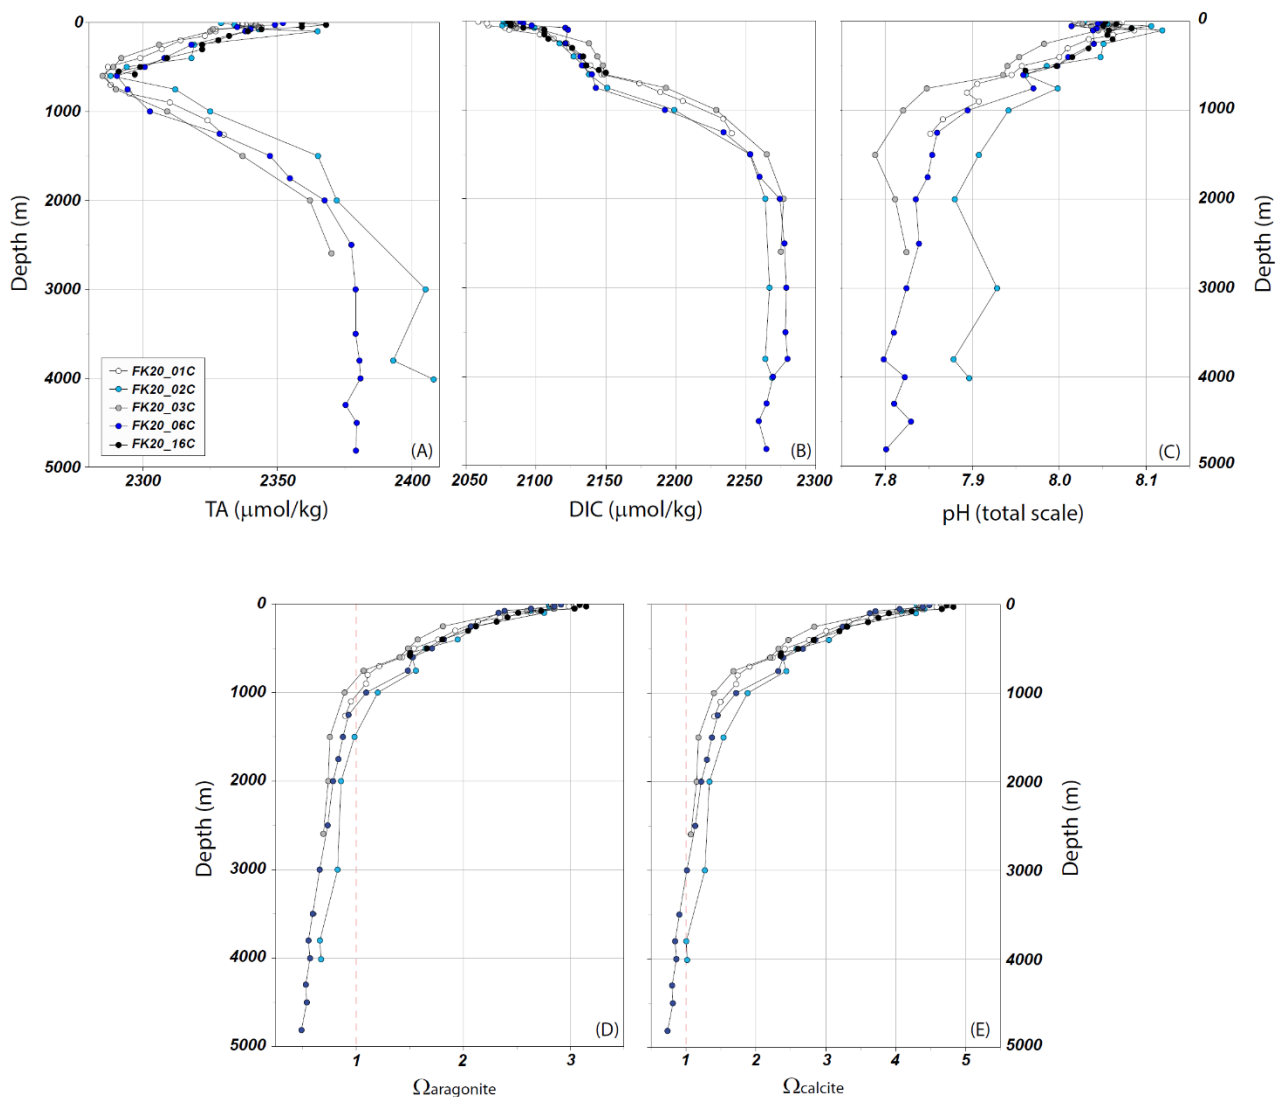 0
1000
2000
3000
4000
5000
Depth (m)
FK20_01C
FK20_02C
FK20_03C
FK20_06C
FK20_16C
(A)
2300
2350
2400
TA (μmol/kg)
(B)
2050
2100
2150
2200
2250
2300
DIC (μmol/kg)
(C)
7.8
7.9
8.0
8.1
pH (total scale)
0
1000
2000
3000
4000
5000
Depth (m)
0
1000
2000
3000
4000
5000
Depth (m)
(D)
1
2
3
Ωaragonite
(E)
1
2
3
4
5
Ωcalcite
0
1000
2000
3000
4000
5000
Depth (m)